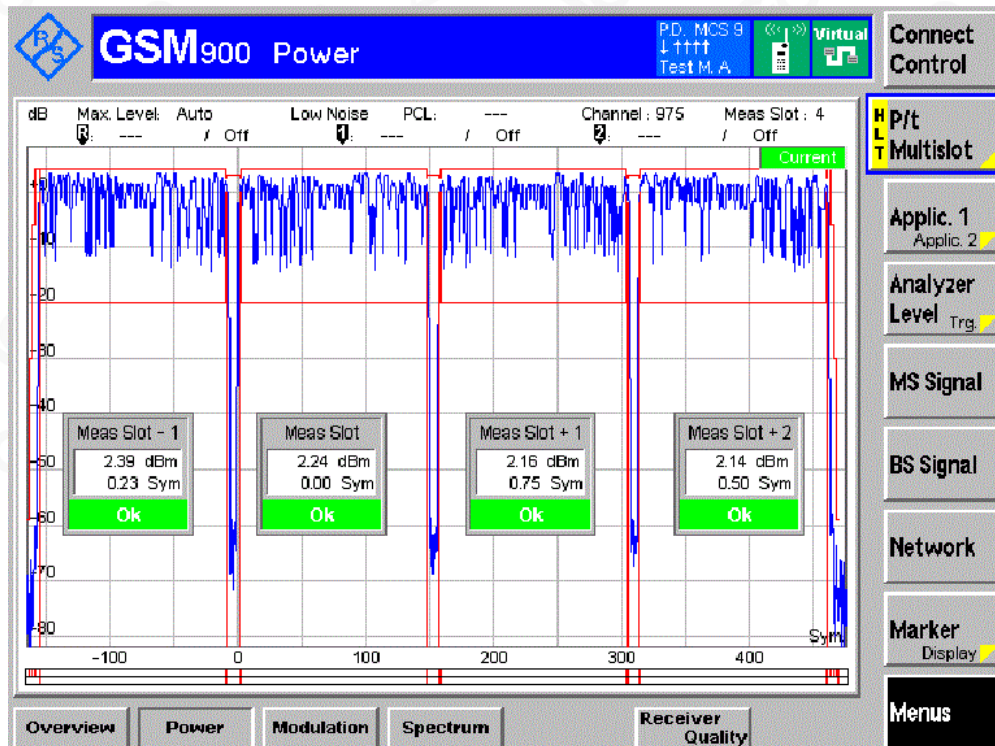 R S
GSM900 Power
P.D. MCS 9
↓ ↑↑↑↑
Test M. A.
Virtual
Connect Control
dB Max. Level: Auto Low Noise PCL: --- Channel : 975 Meas Slot : 4
R : --- / Off 1 : --- / Off 2 : --- / Off
Current
HLT
P/t Multislot
Applic. 1
Applic. 2
Analyzer Level Trg.
MS Signal
BS Signal
Network
Marker
Display
Menus
-10
-20
-30
-40
-50
-60
-70
-80
Meas Slot - 1
2.39 dBm
0.23 Sym
Ok
Meas Slot
2.24 dBm
0.00 Sym
Ok
Meas Slot + 1
2.16 dBm
0.75 Sym
Ok
Meas Slot + 2
2.14 dBm
0.50 Sym
Ok
Sym
-100 0 100 200 300 400
Overview Power Modulation Spectrum Receiver Quality